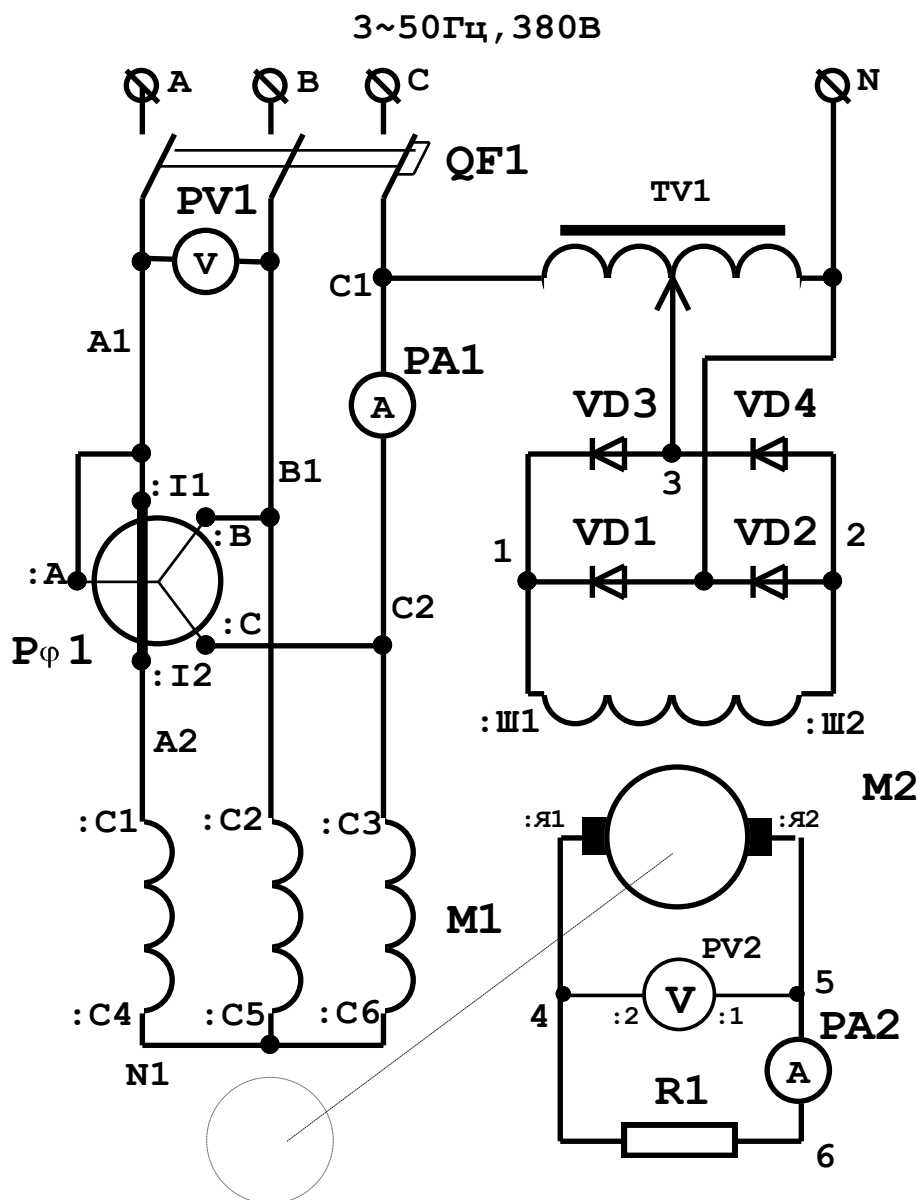 3~50Гц,380В
A B C N
QF1
PV1
TV1
V
C1
A1
PA1
A
VD3 VD4
B1
3
:I1
:B
VD1 VD2
1 2
:A
C2
:C
Pφ1
:I2
:Ш1 :Ш2
A2
M2
:C1 :C2 :C3
:Я1 :Я2
M1
PV2
5
V
4 :2 :1
:C4 :C5 :C6
PA2
N1
A
R1
6